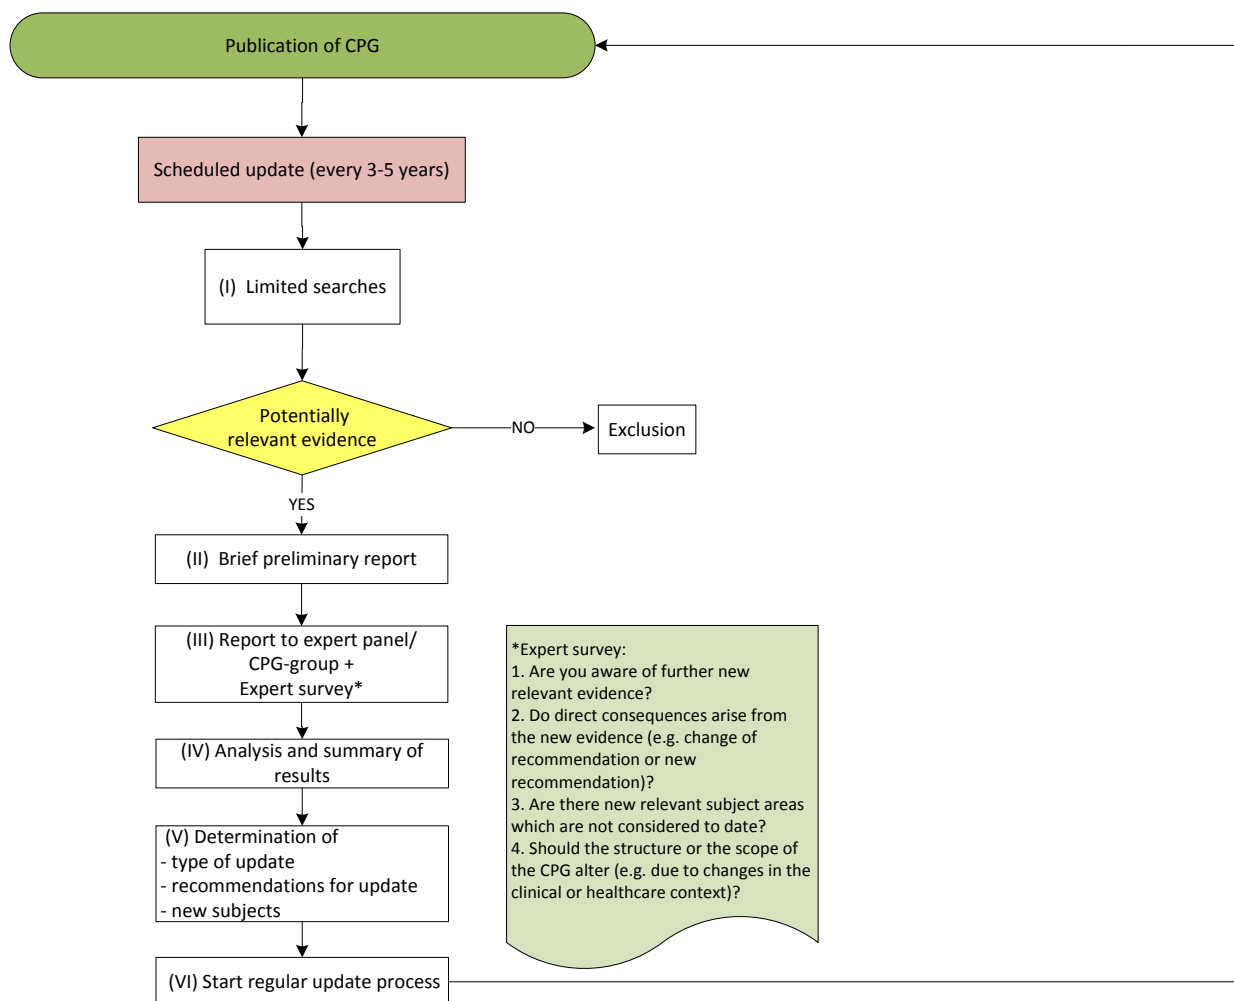 Publication of CPG
Scheduled update (every 3-5 years)
(I) Limited searches
Potentially
relevant evidence
NO
Exclusion
YES
(II) Brief preliminary report
(III) Report to expert panel/
CPG-group +
Expert survey*
(IV) Analysis and summary of
results
(V) Determination of
- type of update
- recommendations for update
- new subjects
(VI) Start regular update process
*Expert survey:
1. Are you aware of further new
relevant evidence?
2. Do direct consequences arise from
the new evidence (e.g. change of
recommendation or new
recommendation)?
3. Are there new relevant subject areas
which are not considered to date?
4. Should the structure or the scope of
the CPG alter (e.g. due to changes in the
clinical or healthcare context)?